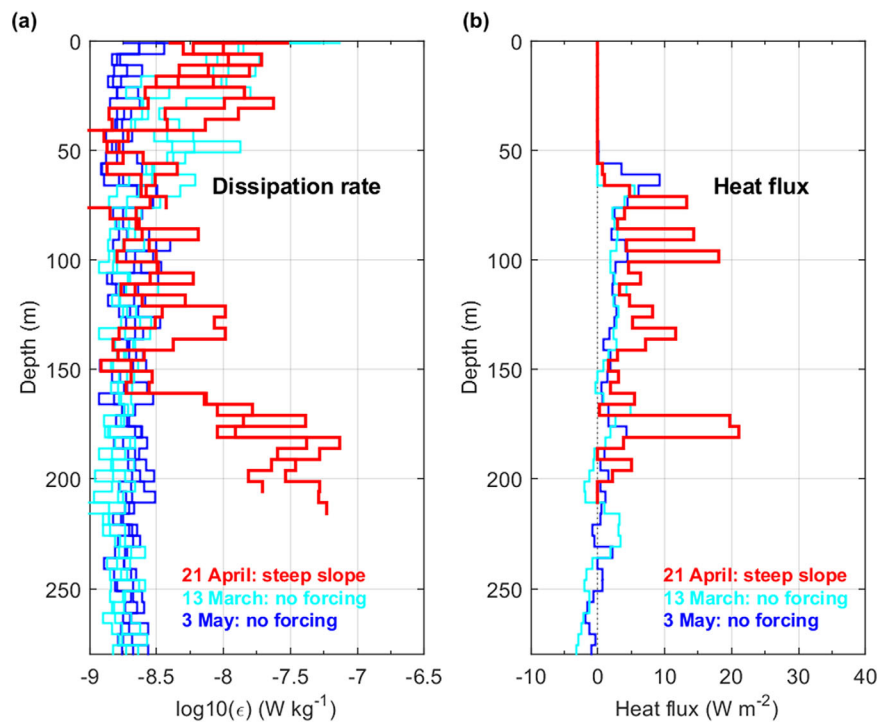 (a)
0
50
100
150
200
250
Depth (m)
Dissipation rate
21 April: steep slope
13 March: no forcing
3 May: no forcing
-9
-8.5
-8
-7.5
-7
-6.5
log10(ϵ) (W kg-1)
(b)
0
50
100
150
200
250
Depth (m)
Heat flux
21 April: steep slope
13 March: no forcing
3 May: no forcing
-10
0
10
20
30
40
Heat flux (W m-2)